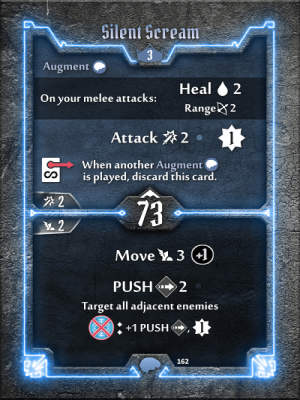 Silent Scream
3
Augment
On your melee attacks:
Heal 2
Range 2
Attack 2
1
When another Augment
is played, discard this card.
2
73
2
Move 3 +1
PUSH 2
Target all adjacent enemies
: +1 PUSH , 1
162